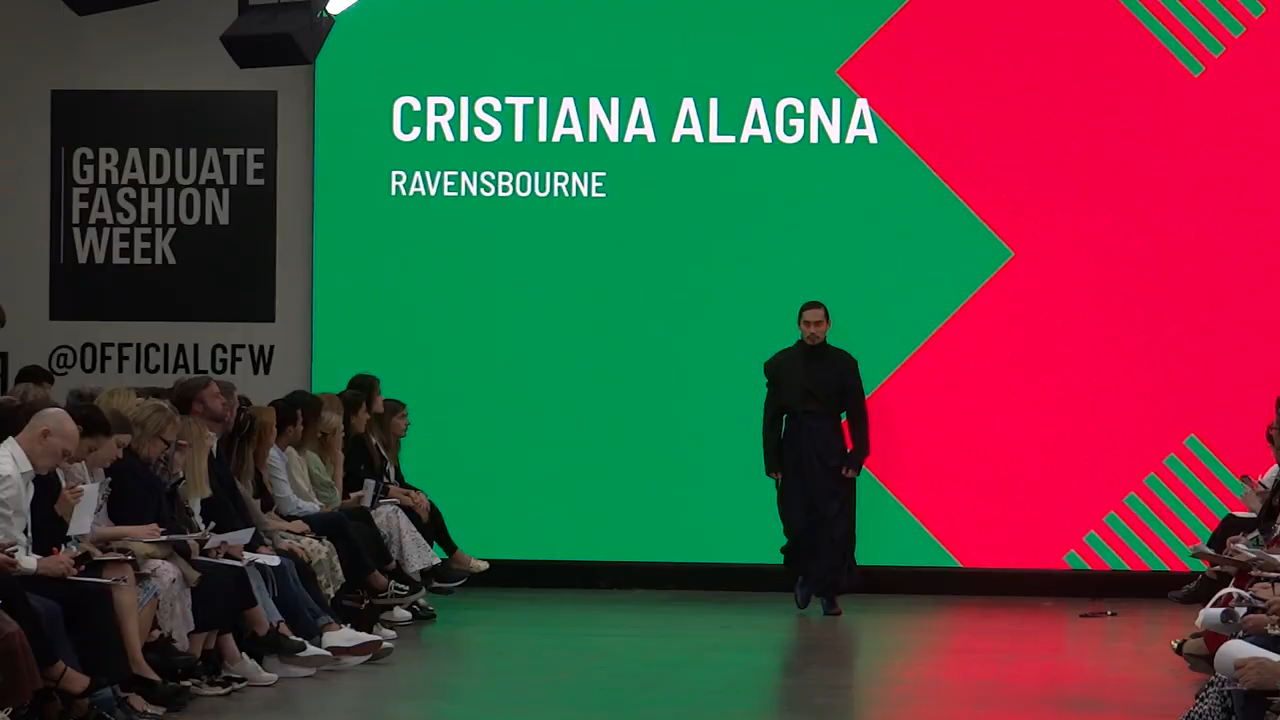 GRADUATE
FASHION
WEEK
@OFFICIALGFW
CRISTIANA ALAGNA
RAVENSBOURNE